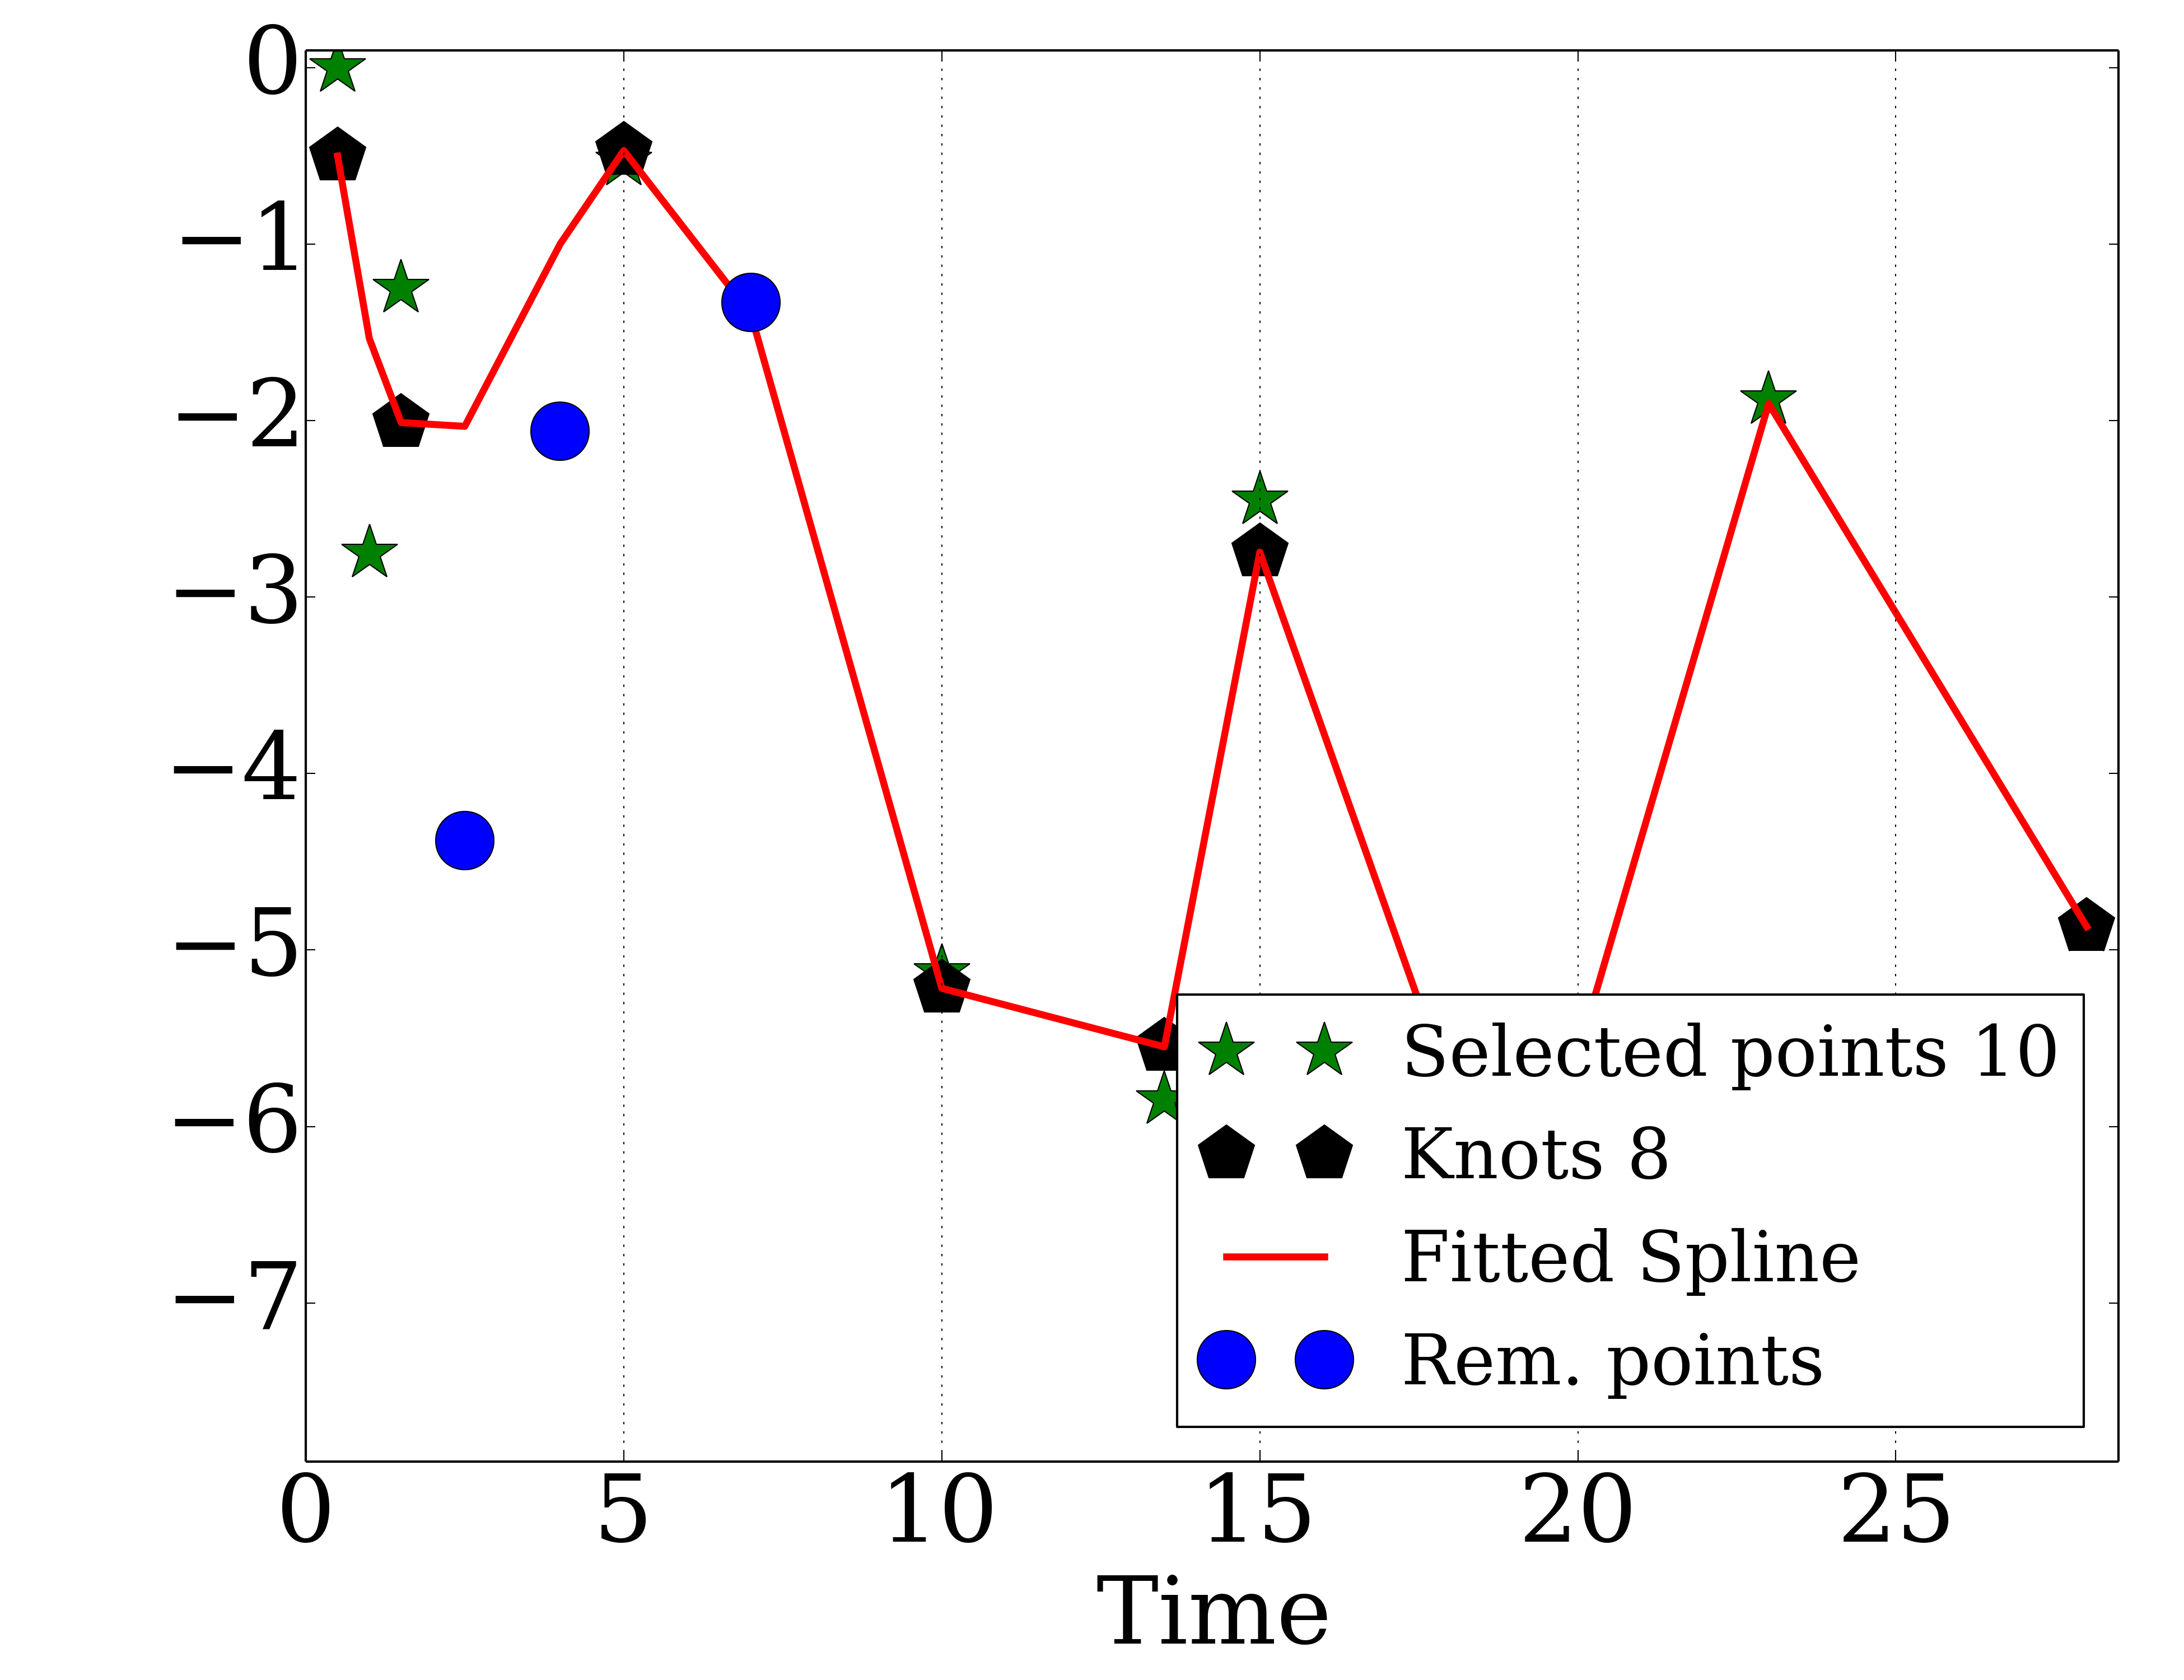 0
−1
−2
−3
−4
−5
−6
−7
Selected points 10
Knots 8
Fitted Spline
Rem. points
0 5 10 15 20 25
Time